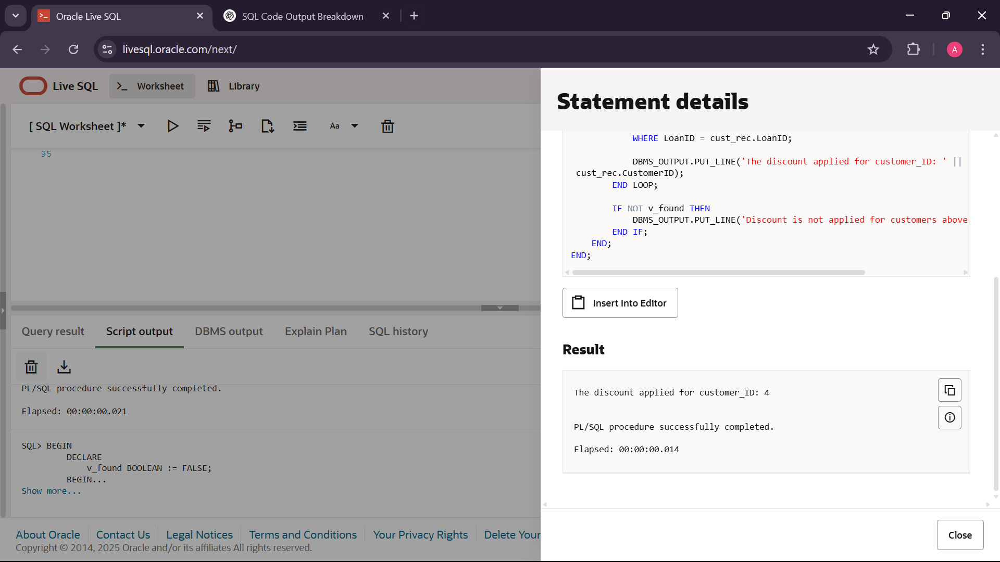 Oracle Live SQL
SQL Code Output Breakdown
livesql.oracle.com/next/
A
Live SQL
Worksheet
Library
[ SQL Worksheet ]*
Aa
95
Query result
Script output
DBMS output
Explain Plan
SQL history
PL/SQL procedure successfully completed.
Elapsed: 00:00:00.021
SQL> BEGIN
DECLARE
v_found BOOLEAN := FALSE;
BEGIN...
Show more...
About Oracle
Contact Us
Legal Notices
Terms and Conditions
Your Privacy Rights
Delete Your
Copyright © 2014, 2025 Oracle and/or its affiliates All rights reserved.
Statement details
WHERE LoanID = cust_rec.LoanID;
DBMS_OUTPUT.PUT_LINE('The discount applied for customer_ID: ' ||
cust_rec.CustomerID);
END LOOP;
IF NOT v_found THEN
DBMS_OUTPUT.PUT_LINE('Discount is not applied for customers above
END IF;
END;
END;
Insert Into Editor
Result
The discount applied for customer_ID: 4
PL/SQL procedure successfully completed.
Elapsed: 00:00:00.014
Close